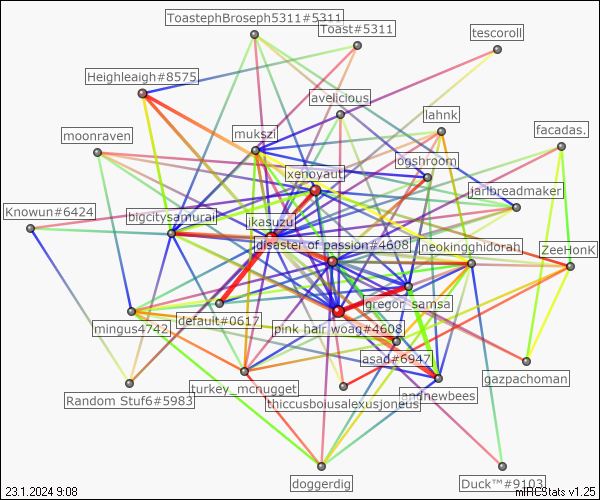 ToastephBroseph5311#5311
Toast#5311
tescoroll
Heighleaigh#8575
avelicious
lahnk
mukszi
facadas.
moonraven
ogshroom
xenoyaut
jarlbreadmaker
Knowun#6424
bigcitysamurai
ikasuzu
disaster of passion#4608
neokingghidorah
ZeeHonK
gregor_samsa
mingus4742
default#0617
pink hair woag#4608
asad#6947
gazpachoman
turkey_mcnugget
andnewbees
Random Stuf6#5983
thiccusboiusalexusjoneus
doggerdig
Duck™#9103
23.1.2024 9:08
mIRCStats v1.25